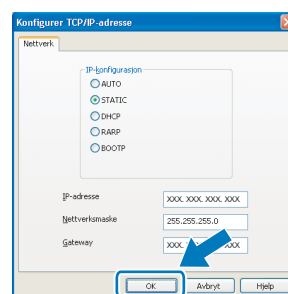 Konfigurer TCP/IP-adresse
Nettverk
IP-konfigurasjon
AUTO
STATIC
DHCP
RARP
BOOTP
IP-adresse XXX. XXX. XXX. XXX
Nettverksmaske 255.255.255.0
Gateway XXX. XXX
OK Avbryt Hjelp